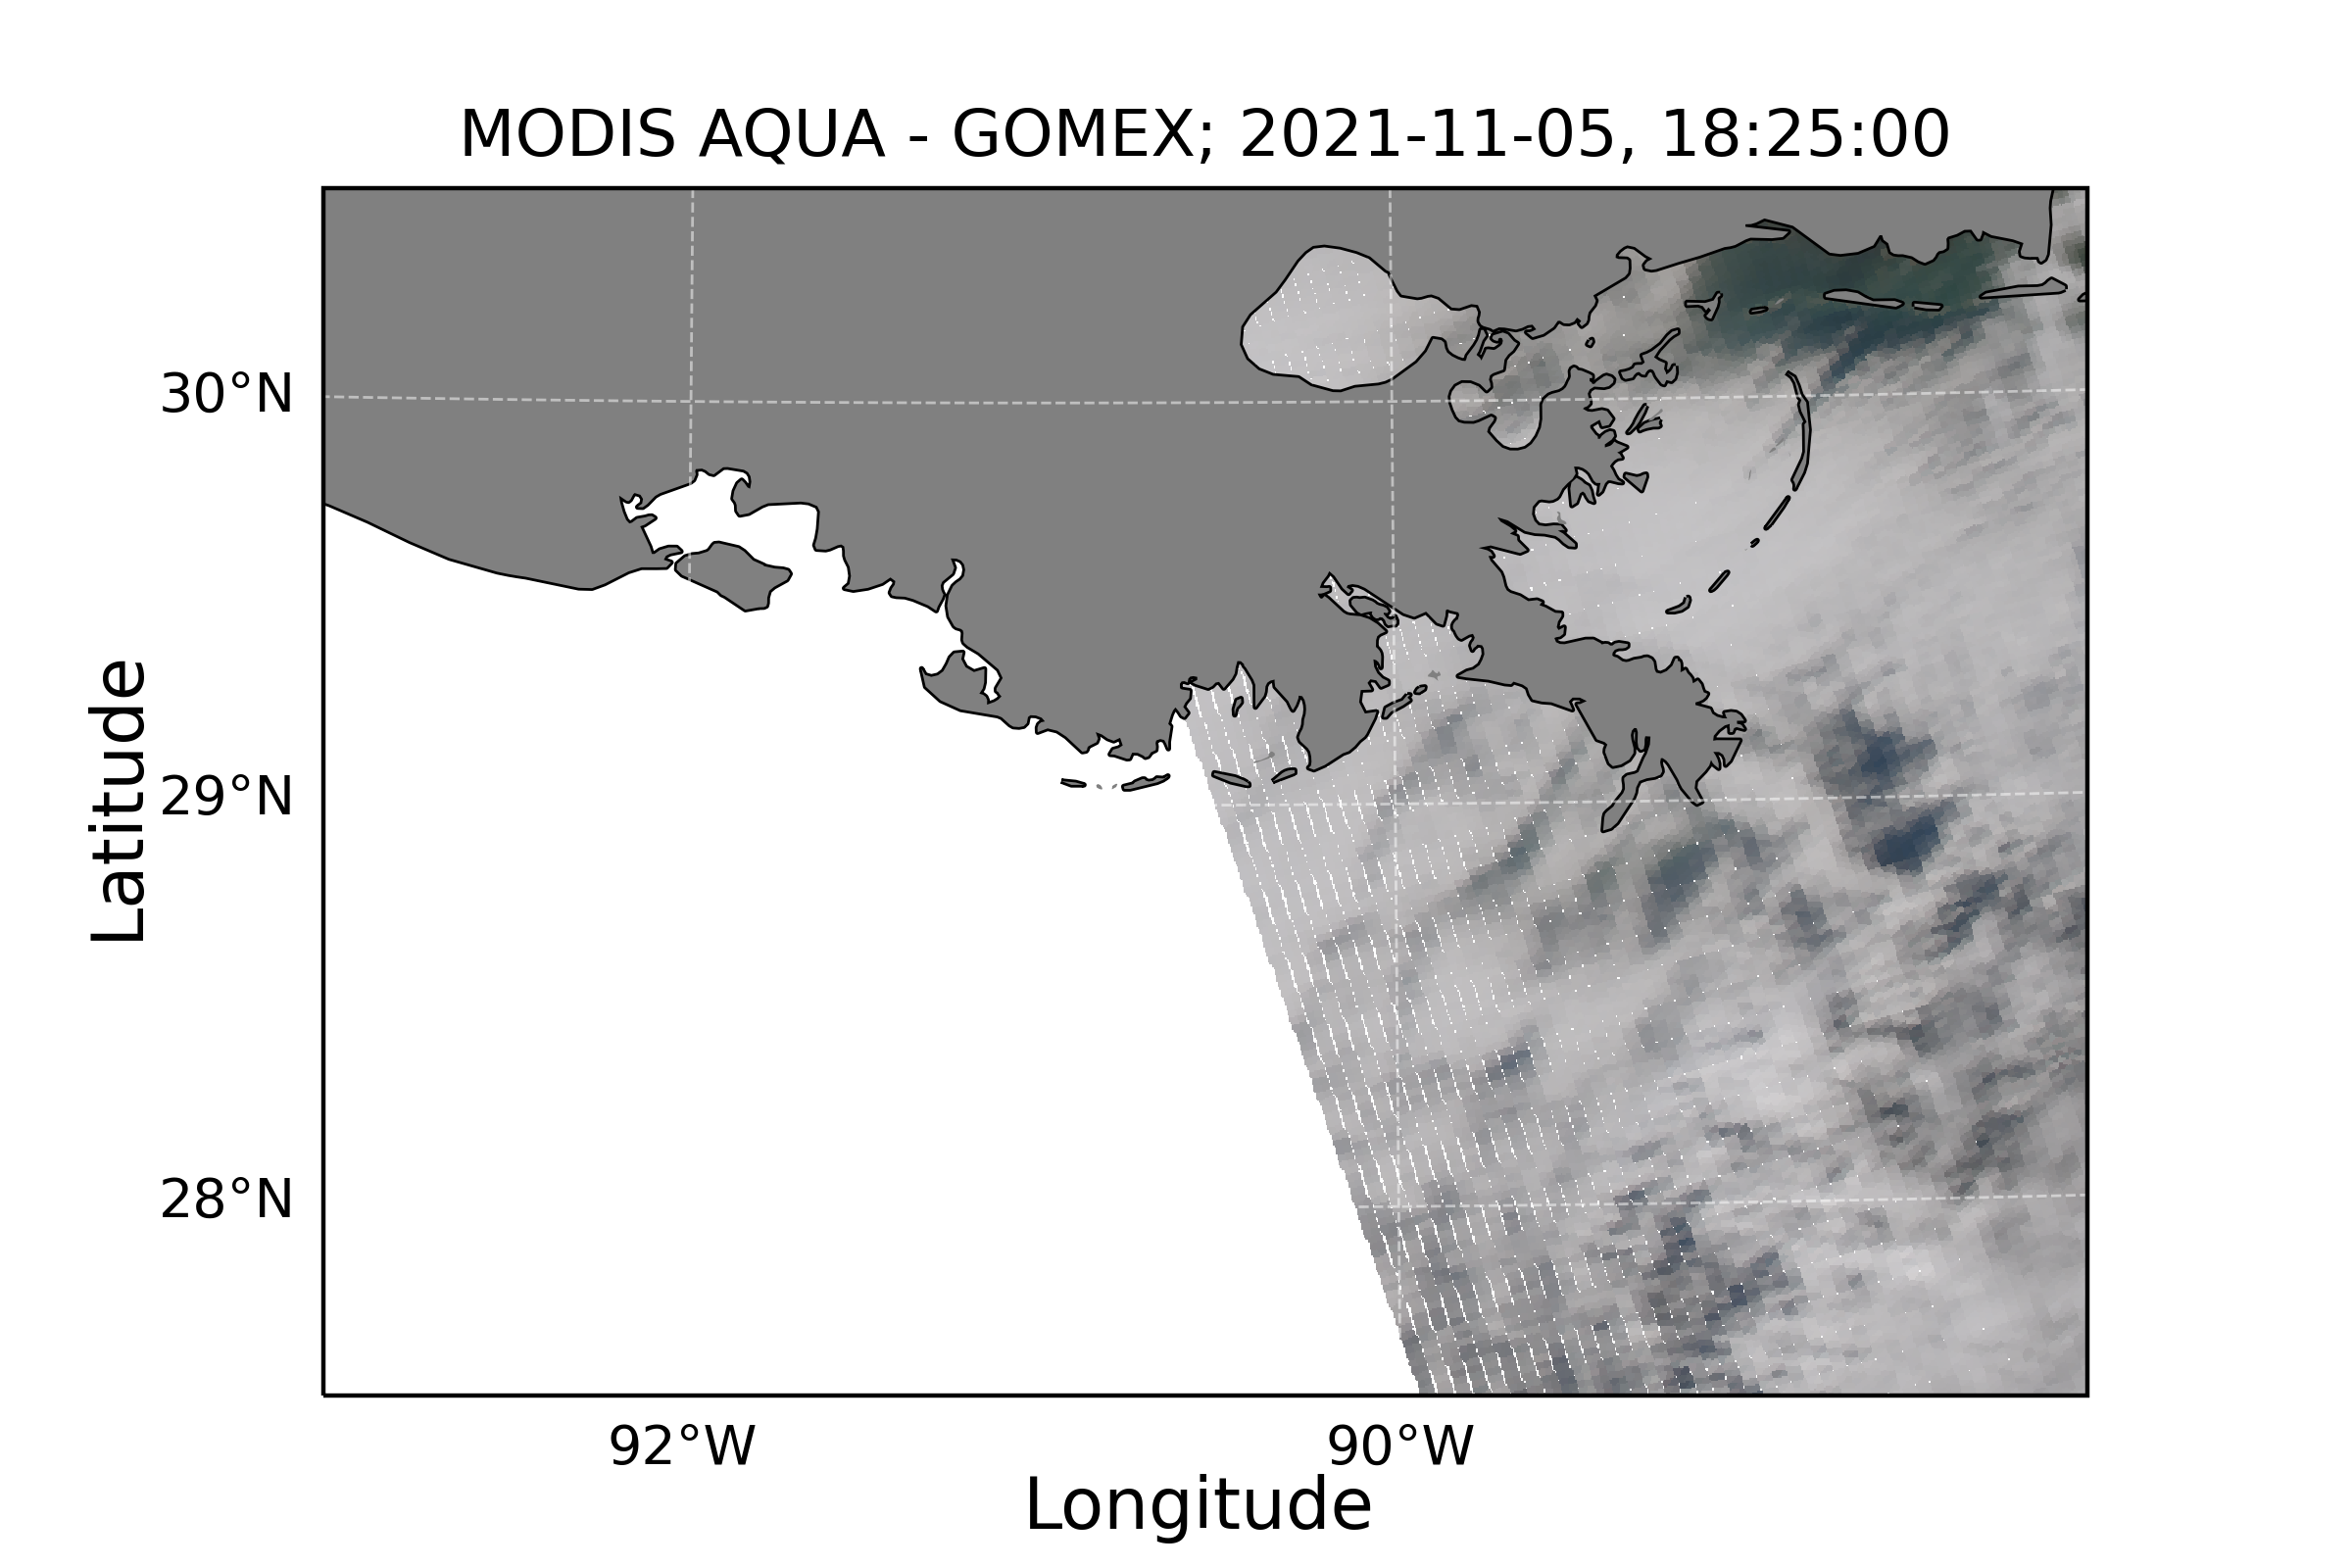 MODIS AQUA - GOMEX; 2021-11-05, 18:25:00
30°N
29°N
28°N
Latitude
92°W
90°W
Longitude